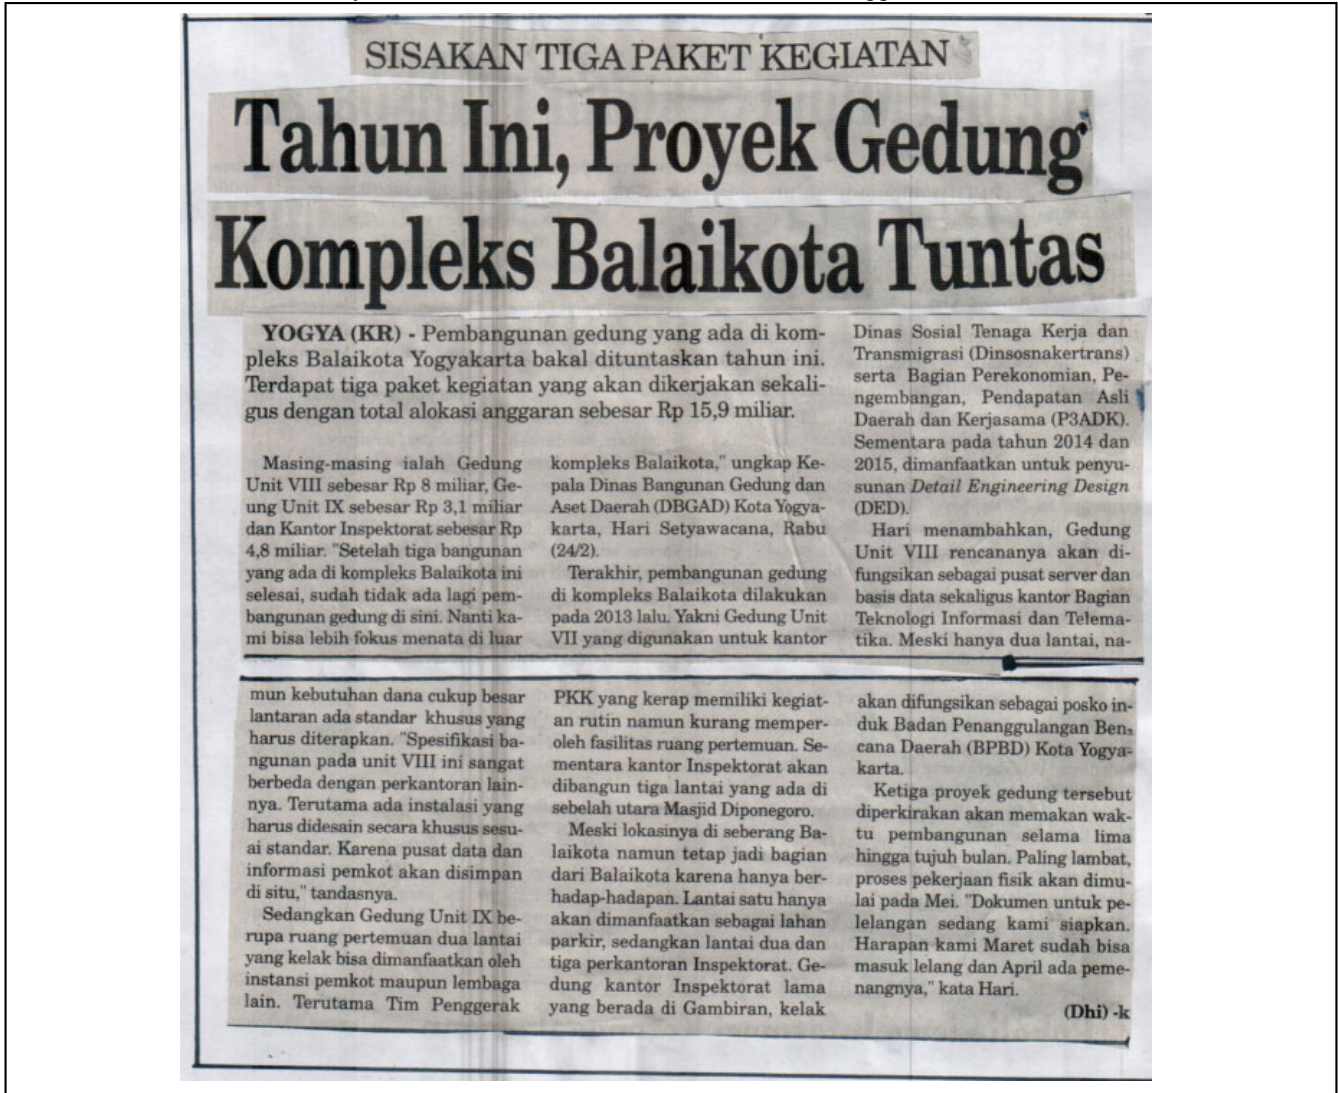 SISAKAN TIGA PAKET KEGIATAN
Tahun Ini, Proyek Gedung
Kompleks Balaikota Tuntas
YOGYA (KR) - Pembangunan gedung yang ada di kom-
pleks Balaikota Yogyakarta bakal dituntaskan tahun ini.
Terdapat tiga paket kegiatan yang akan dikerjakan sekali-
gus dengan total alokasi anggaran sebesar Rp 15,9 miliar.
Masing-masing ialah Gedung
Unit VIII sebesar Rp 8 miliar, Ge-
ung Unit IX sebesar Rp 3,1 miliar
dan Kantor Inspektorat sebesar Rp
4,8 miliar. "Setelah tiga bangunan
yang ada di kompleks Balaikota ini
selesai, sudah tidak ada lagi pem-
bangunan gedung di sini. Nanti ka-
mi bisa lebih fokus menata di luar
kompleks Balaikota," ungkap Ke-
pala Dinas Bangunan Gedung dan
Aset Daerah (DBGAD) Kota Yogya-
karta, Hari Setyawacana, Rabu
(24/2).
Terakhir, pembangunan gedung
di kompleks Balaikota dilakukan
pada 2013 lalu. Yakni Gedung Unit
VII yang digunakan untuk kantor
Dinas Sosial Tenaga Kerja dan
Transmigrasi (Dinsosnakertrans)
serta Bagian Perekonomian, Pe-
ngembangan, Pendapatan Asli
Daerah dan Kerjasama (P3ADK).
Sementara pada tahun 2014 dan
2015, dimanfaatkan untuk penyu-
sunan Detail Engineering Design
(DED).
Hari menambahkan, Gedung
Unit VIII rencananya akan di-
fungsikan sebagai pusat server dan
basis data sekaligus kantor Bagian
Teknologi Informasi dan Telema-
tika. Meski hanya dua lantai, na-
mun kebutuhan dana cukup besar
lantaran ada standar khusus yang
harus diterapkan. "Spesifikasi ba-
ngunan pada unit VIII ini sangat
berbeda dengan perkantoran lain-
nya. Terutama ada instalasi yang
harus didesain secara khusus sesu-
ai standar. Karena pusat data dan
informasi pemkot akan disimpan
di situ," tandasnya.
Sedangkan Gedung Unit IX be-
rupa ruang pertemuan dua lantai
yang kelak bisa dimanfaatkan oleh
instansi pemkot maupun lembaga
lain. Terutama Tim Penggerak
PKK yang kerap memiliki kegiat-
an rutin namun kurang memper-
oleh fasilitas ruang pertemuan. Se-
mentara kantor Inspektorat akan
dibangun tiga lantai yang ada di
sebelah utara Masjid Diponegoro.
Meski lokasinya di seberang Ba-
laikota namun tetap jadi bagian
dari Balaikota karena hanya ber-
hadap-hadapan. Lantai satu hanya
akan dimanfaatkan sebagai lahan
parkir, sedangkan lantai dua dan
tiga perkantoran Inspektorat. Ge-
dung kantor Inspektorat lama
yang berada di Gambiran, kelak
akan difungsikan sebagai posko in-
duk Badan Penanggulangan Ben-
cana Daerah (BPBD) Kota Yogya-
karta.
Ketiga proyek gedung tersebut
diperkirakan akan memakan wak-
tu pembangunan selama lima
hingga tujuh bulan. Paling lambat,
proses pekerjaan fisik akan dimu-
lai pada Mei. "Dokumen untuk pe-
lelangan sedang kami siapkan.
Harapan kami Maret sudah bisa
masuk lelang dan April ada peme-
nangnya," kata Hari.
(Dhi) -k